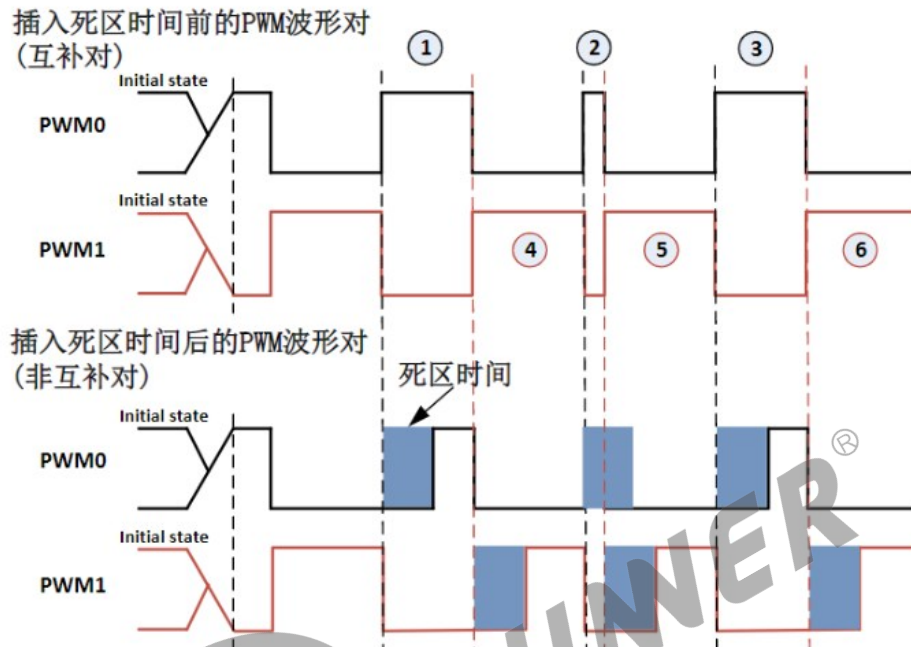 插入死区时间前的PWM波形对
(互补对)
1
2
3
Initial state
PWM0
Initial state
PWM1
4
5
6
插入死区时间后的PWM波形对
(非互补对)
死区时间
Initial state
PWM0
®
Initial state
PWM1